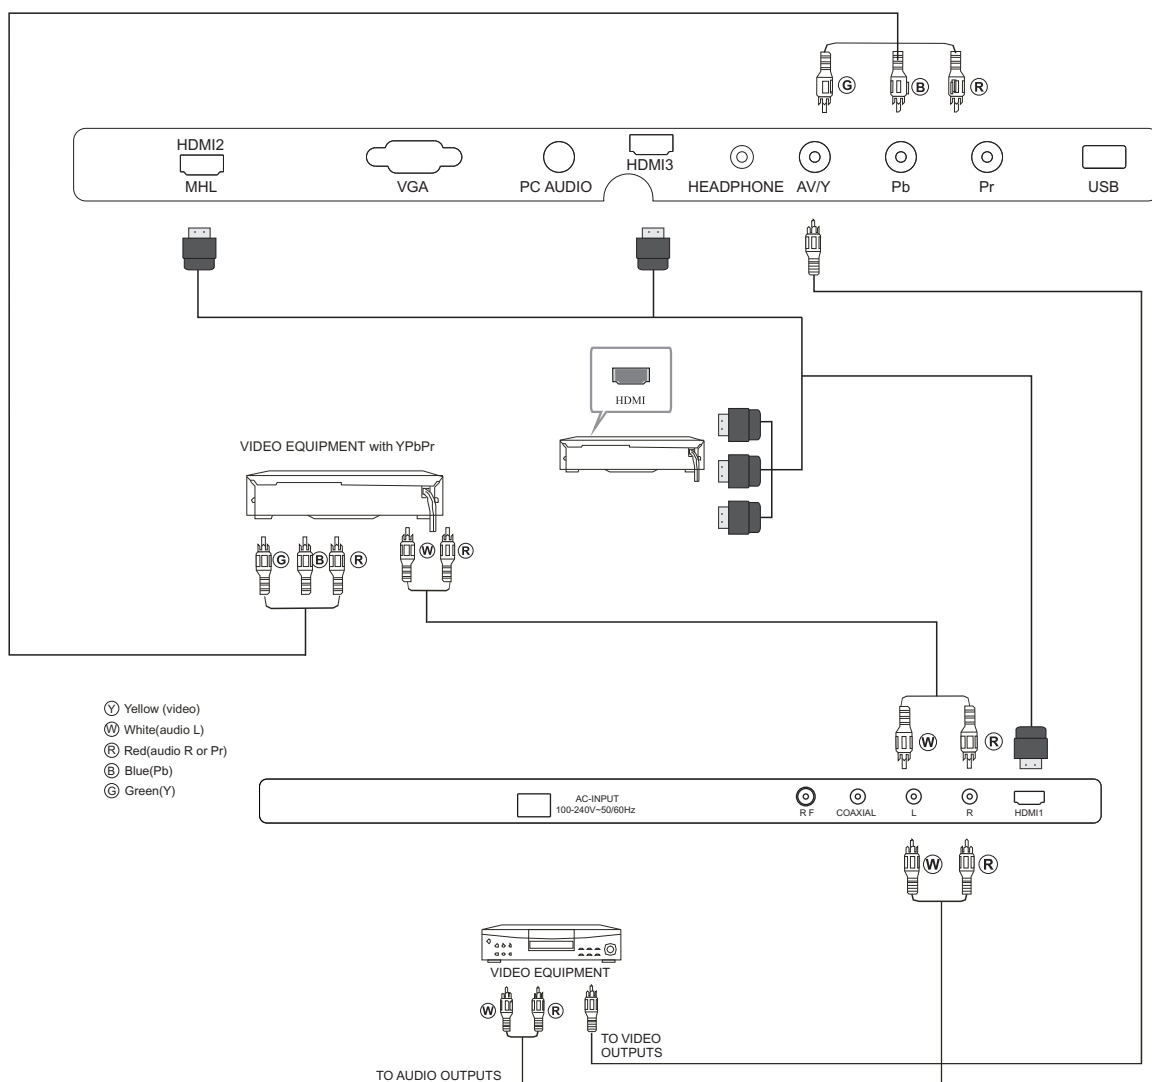 G B R
HDMI2
MHL
VGA
PC AUDIO
HDMI3
HEADPHONE
AV/Y
Pb
Pr
USB
HDMI
VIDEO EQUIPMENT with YPbPr
G B R W R
W R
Y Yellow (video)
W White(audio L)
R Red(audio R or Pr)
B Blue(Pb)
G Green(Y)
AC-INPUT
100-240V~50/60Hz
R F
COAXIAL
L
R
HDMI1
W R
VIDEO EQUIPMENT
W R
TO VIDEO
OUTPUTS
TO AUDIO OUTPUTS